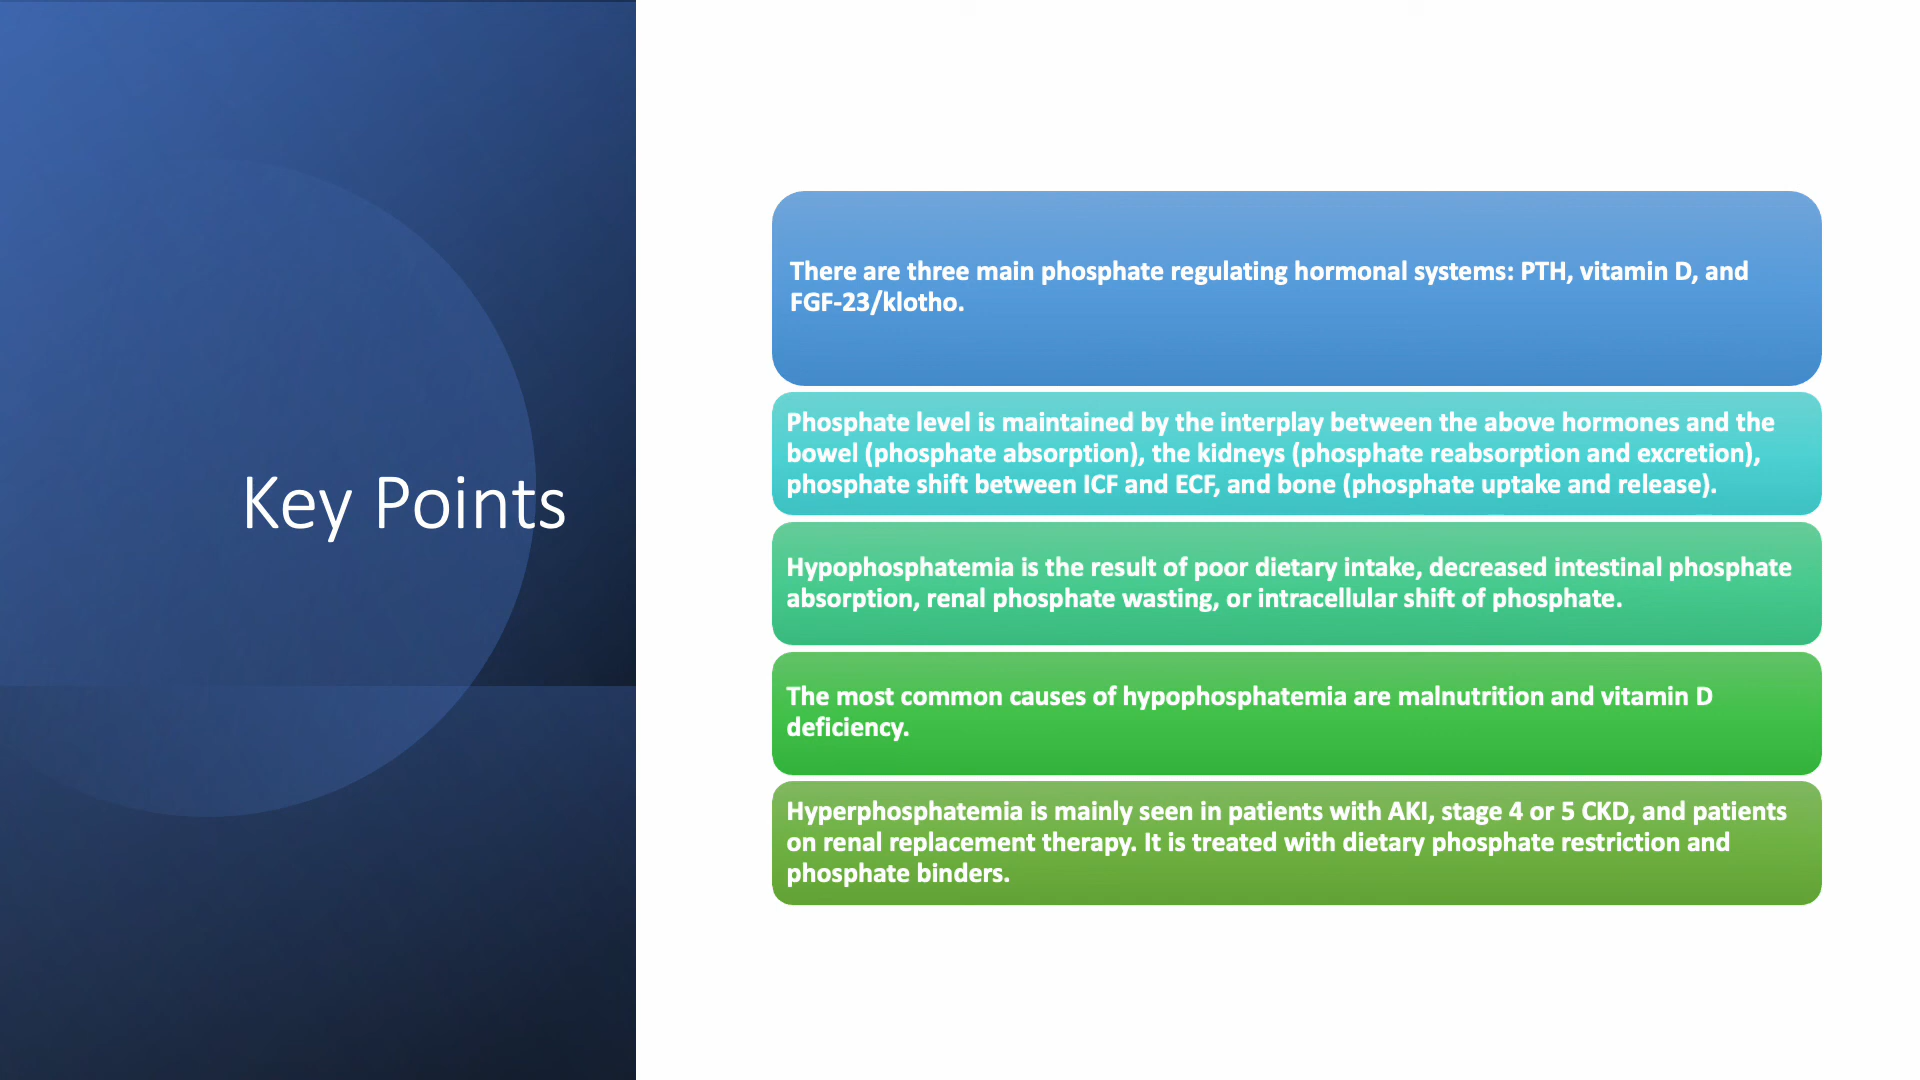 Key Points
There are three main phosphate regulating hormonal systems: PTH, vitamin D, and
FGF-23/klotho.
Phosphate level is maintained by the interplay between the above hormones and the
bowel (phosphate absorption), the kidneys (phosphate reabsorption and excretion),
phosphate shift between ICF and ECF, and bone (phosphate uptake and release).
Hypophosphatemia is the result of poor dietary intake, decreased intestinal phosphate
absorption, renal phosphate wasting, or intracellular shift of phosphate.
The most common causes of hypophosphatemia are malnutrition and vitamin D
deficiency.
Hyperphosphatemia is mainly seen in patients with AKI, stage 4 or 5 CKD, and patients
on renal replacement therapy. It is treated with dietary phosphate restriction and
phosphate binders.